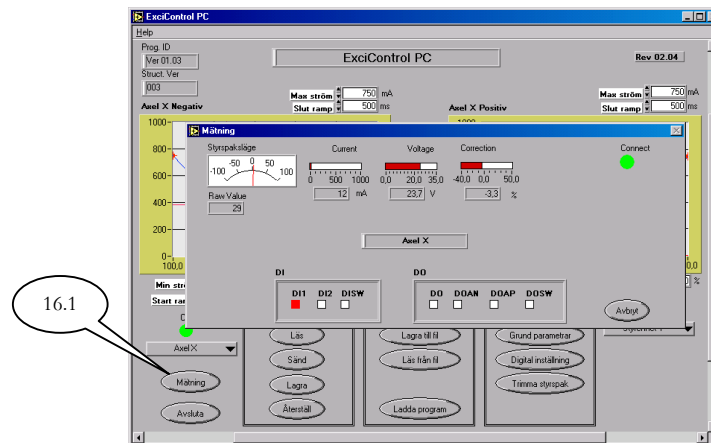 ExciControl PC
Help
Prog. ID
Ver 01.03
Struct. Ver
003
ExciControl PC
Rev 02.04
Max ström 750 mA
Slut ramp 500 ms
Axel X Negativ
Axel X Positiv
Max ström 750 mA
Slut ramp 500 ms
1000
800
600
400
200
0
100,0
1000
Mätning
Styrspaksläge
-100 -50 0 50 100
Raw Value
29
Current
0 500 1000
12 mA
Voltage
0,0 20,0 35,0
23,7 V
Correction
-40,0 0,0 50,0
-3,3 %
Connect
Axel X
DI
DI1 DI2 DISW
DO
DO DOAN DOAP DOSW
Avbryt
Min strö
Start ra
%
16.1
Axel X
Mätning
Avsluta
Läs
Sänd
Lagra
Återställ
Lagra till fil
Läs från fil
Ladda program
Grund parametrar
Digital inställning
Trimma styrspak